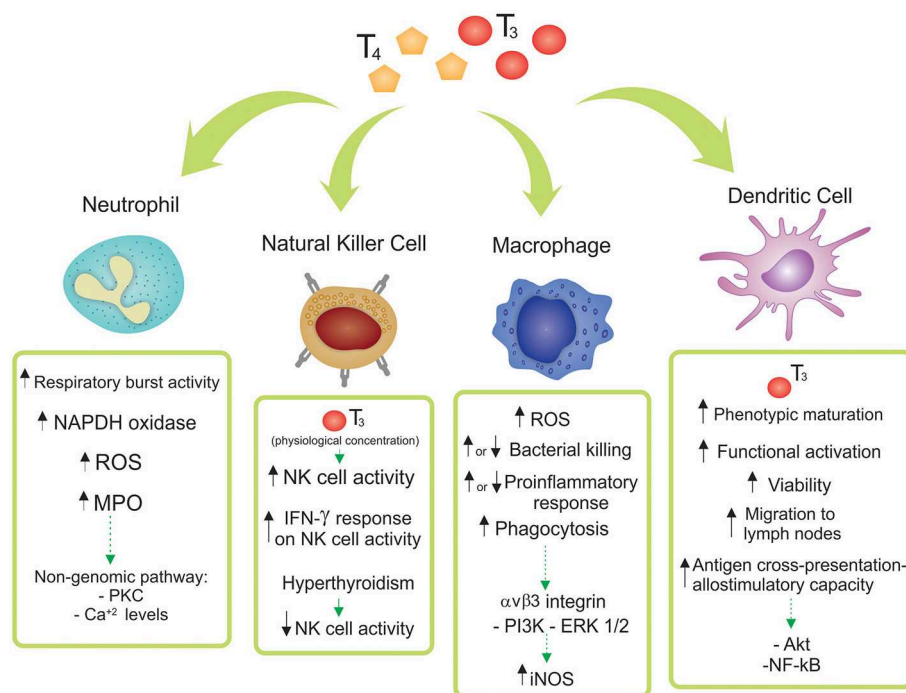 T4
T3
Neutrophil
↑ Respiratory burst activity
↑ NAPDH oxidase
↑ ROS
↑ MPO
Non-genomic pathway:
- PKC
- Ca+2 levels
Natural Killer Cell
T3
(physiological concentration)
↑ NK cell activity
↑ IFN-γ response
on NK cell activity
Hyperthyroidism
↓ NK cell activity
Macrophage
↑ ROS
↑ or ↓ Bacterial killing
↑ or ↓ Proinflammatory
response
↑ Phagocytosis
αvβ3 integrin
- PI3K - ERK 1/2
↑ iNOS
Dendritic Cell
T3
↑ Phenotypic maturation
↑ Functional activation
↑ Viability
↑ Migration to
lymph nodes
↑ Antigen cross-presentation-
allostimulatory capacity
- Akt
-NF-kB